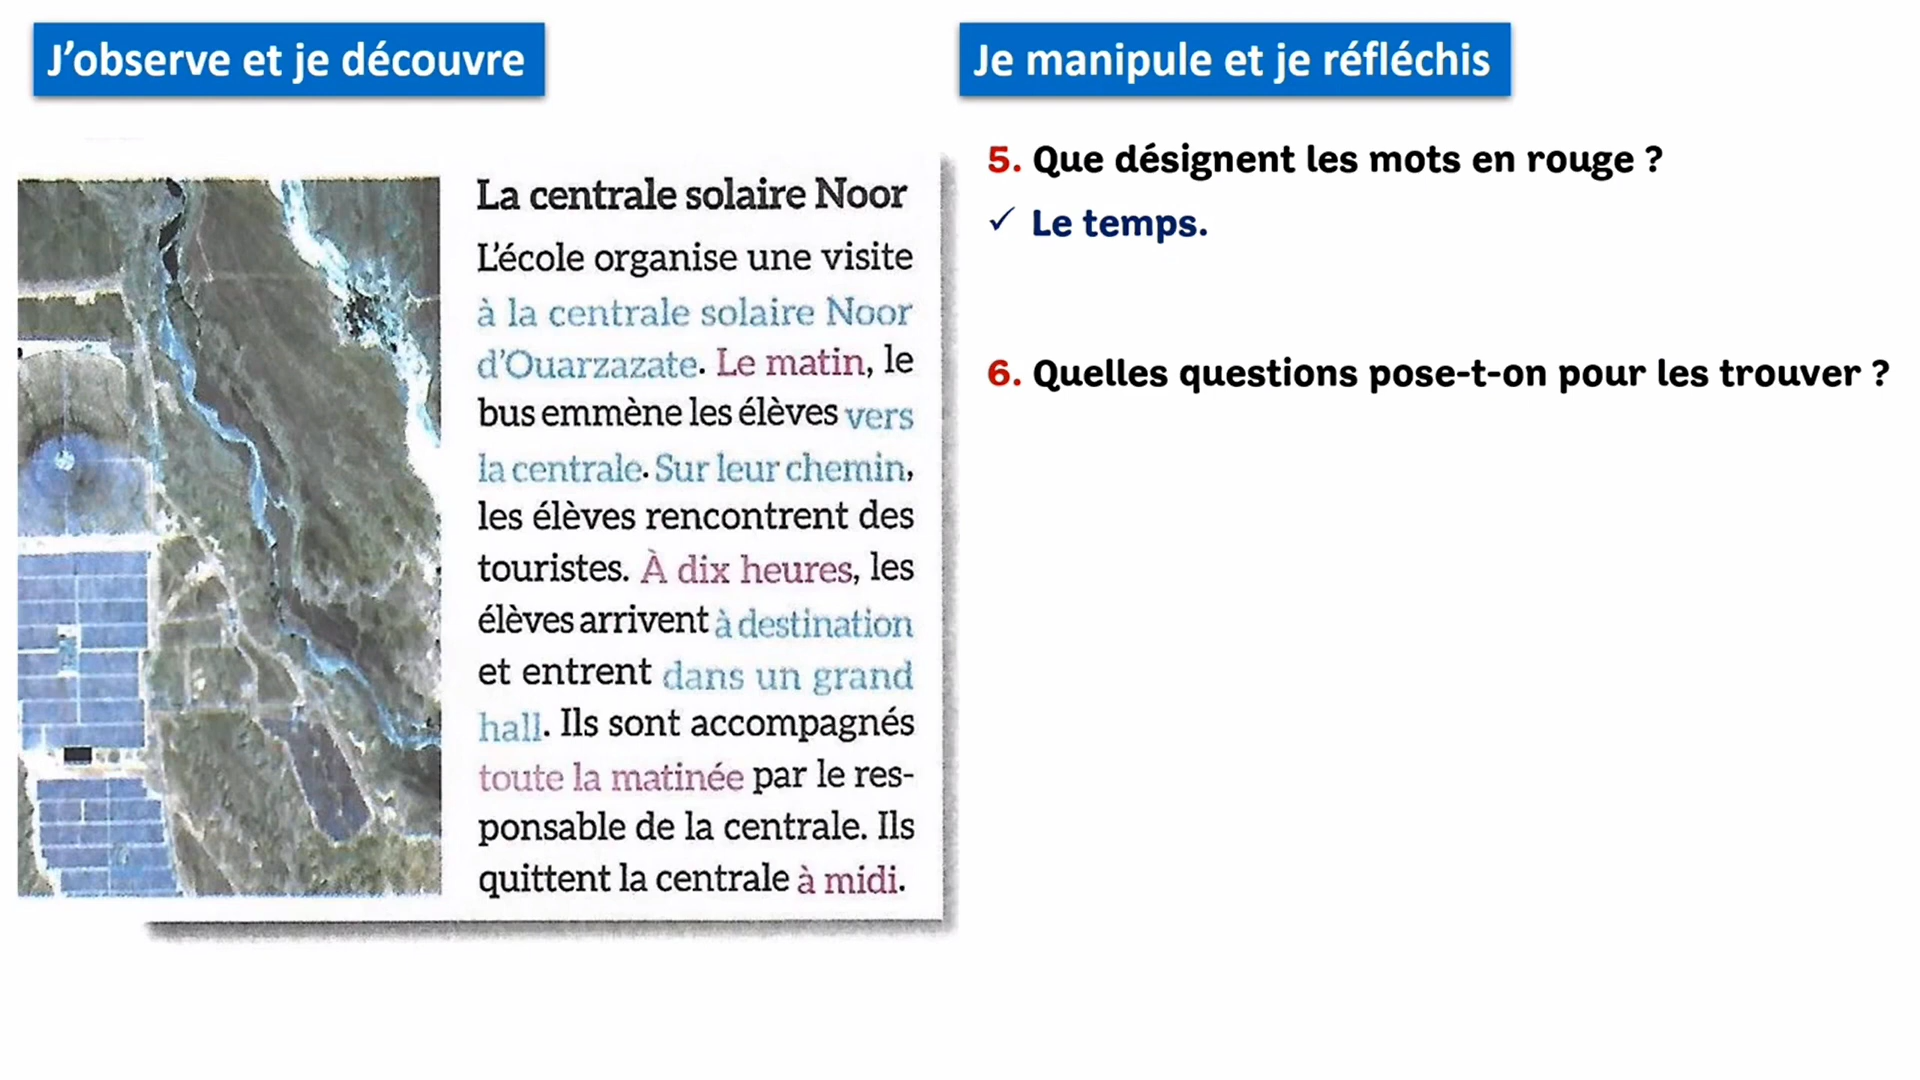 J'observe et je découvre
La centrale solaire Noor
L'école organise une visite
à la centrale solaire Noor
d'Ouarzazate. Le matin, le
bus emmène les élèves vers
la centrale. Sur leur chemin,
les élèves rencontrent des
touristes. À dix heures, les
élèves arrivent à destination
et entrent dans un grand
hall. Ils sont accompagnés
toute la matinée par le res-
ponsable de la centrale. Ils
quittent la centrale à midi.
Je manipule et je réfléchis
5. Que désignent les mots en rouge ?
✓ Le temps.
6. Quelles questions pose-t-on pour les trouver ?